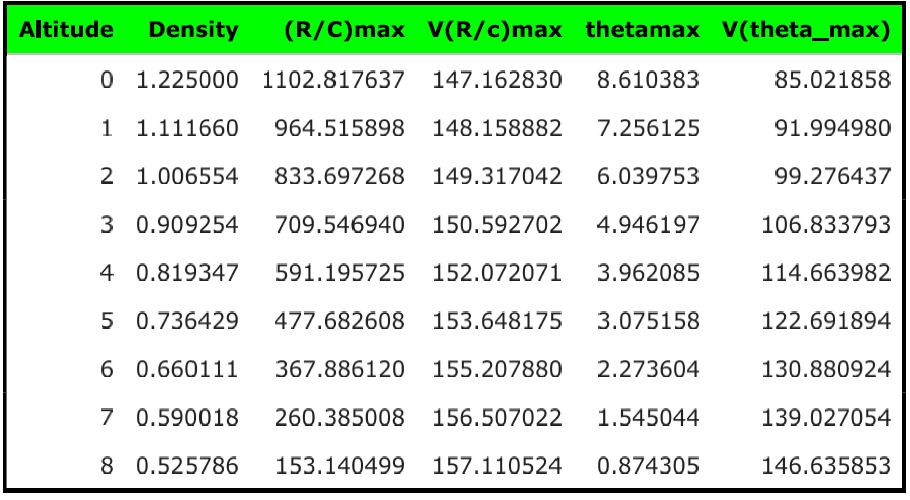 Altitude Density (R/C)max V(R/c)max thetamax V(theta_max)
0 1.225000 1102.817637 147.162830 8.610383 85.021858
1 1.111660 964.515898 148.158882 7.256125 91.994980
2 1.006554 833.697268 149.317042 6.039753 99.276437
3 0.909254 709.546940 150.592702 4.946197 106.833793
4 0.819347 591.195725 152.072071 3.962085 114.663982
5 0.736429 477.682608 153.648175 3.075158 122.691894
6 0.660111 367.886120 155.207880 2.273604 130.880924
7 0.590018 260.385008 156.507022 1.545044 139.027054
8 0.525786 153.140499 157.110524 0.874305 146.635853